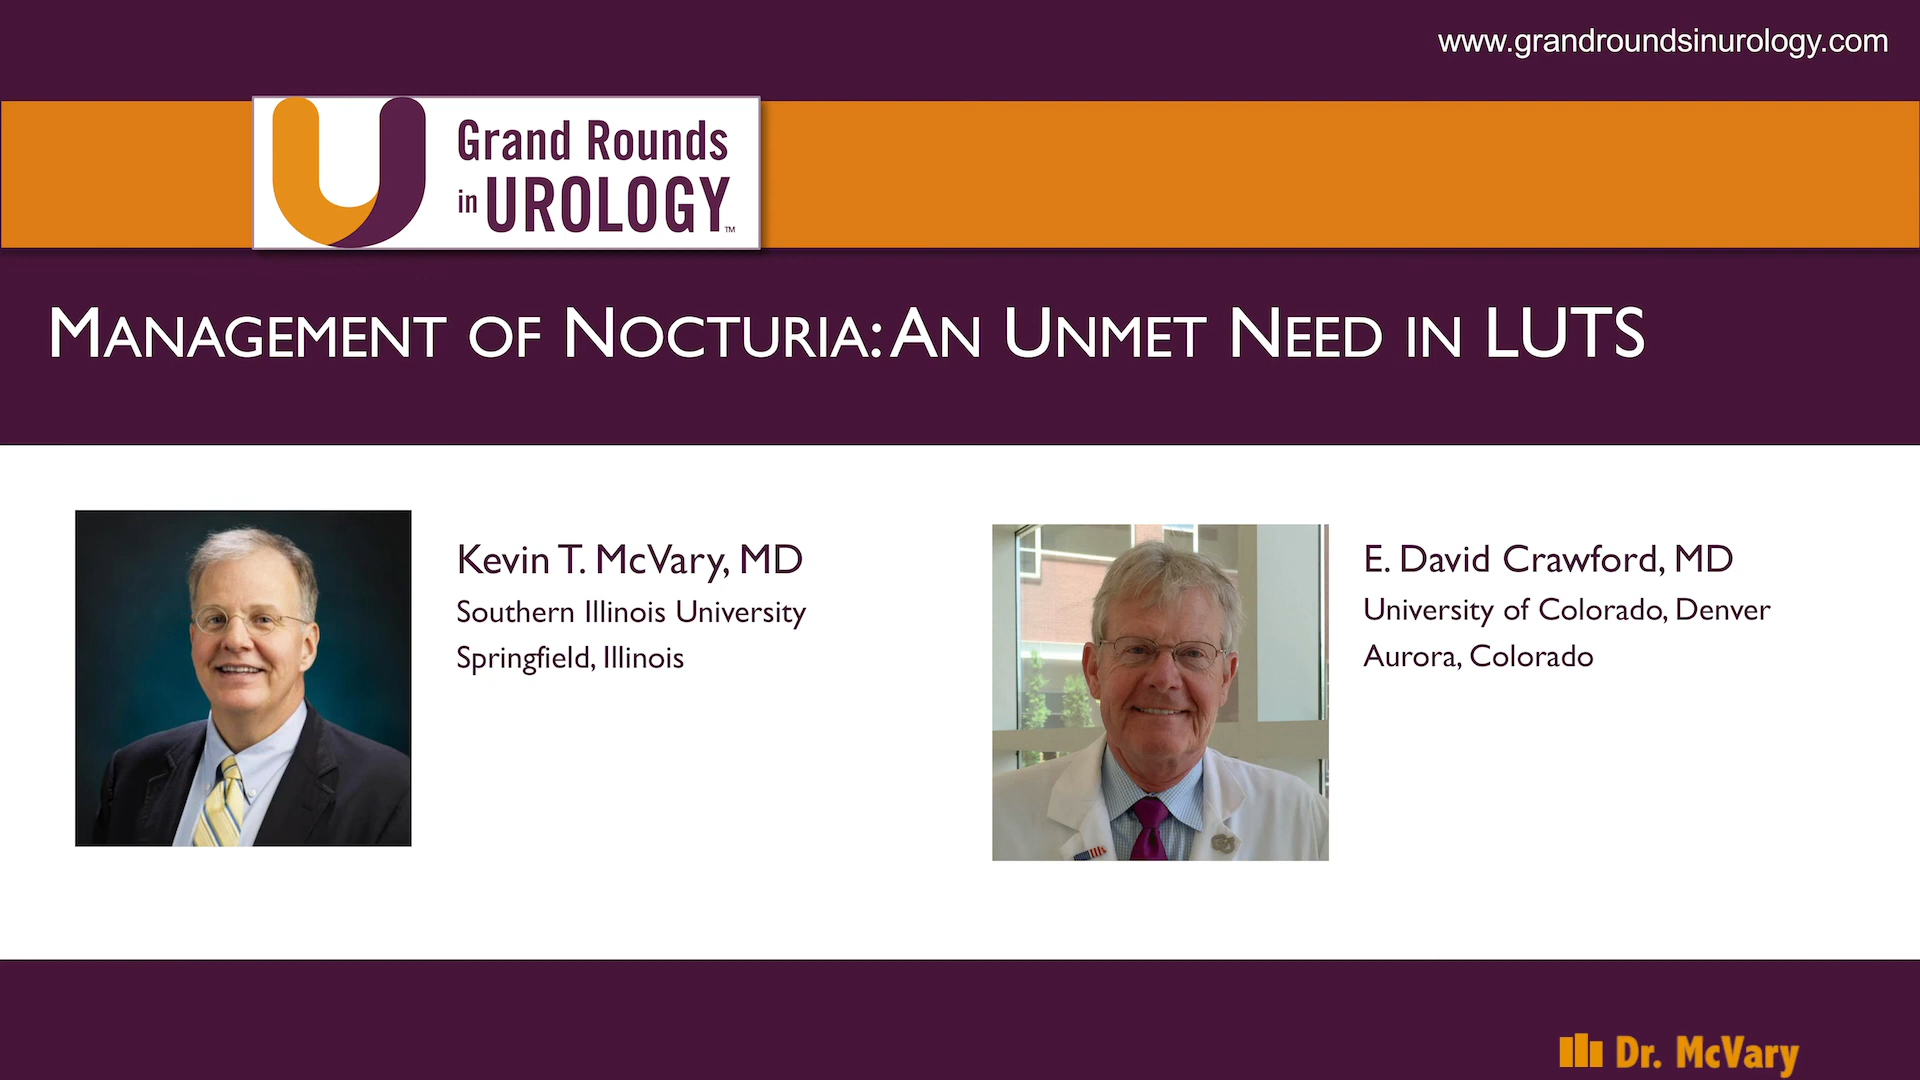 www.grandroundsinurology.com
Grand Rounds
in UROLOGY™
MANAGEMENT OF NOCTURIA: AN UNMET NEED IN LUTS
Kevin T. McVary, MD
Southern Illinois University
Springfield, Illinois
E. David Crawford, MD
University of Colorado, Denver
Aurora, Colorado
Dr. McVary